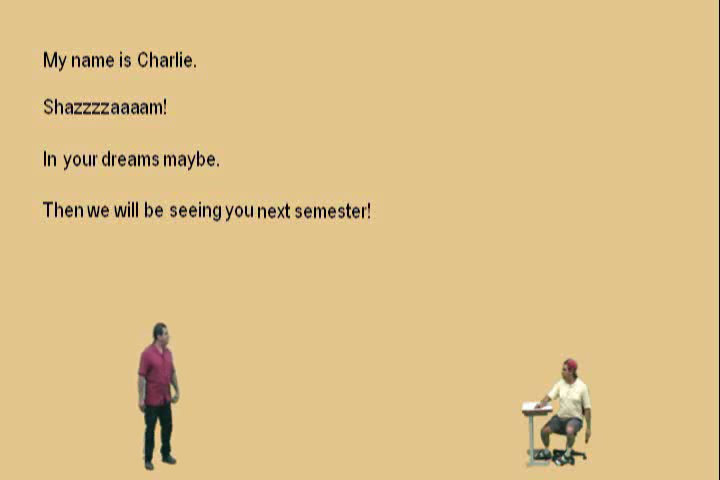 My name is Charlie.
Shazzzzaaaam!
In your dreams maybe.
Then we will be seeing you next semester!